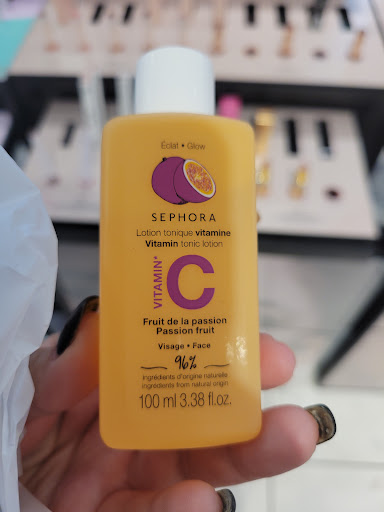 Éclat • Glow
SEPHORA
Lotion tonique vitamine
Vitamin tonic lotion
VITAMIN*
C
Fruit de la passion
Passion fruit
Visage • Face
96%
ingrédients d'origine naturelle
ingredients from natural origin
100 ml 3.38 fl.oz.